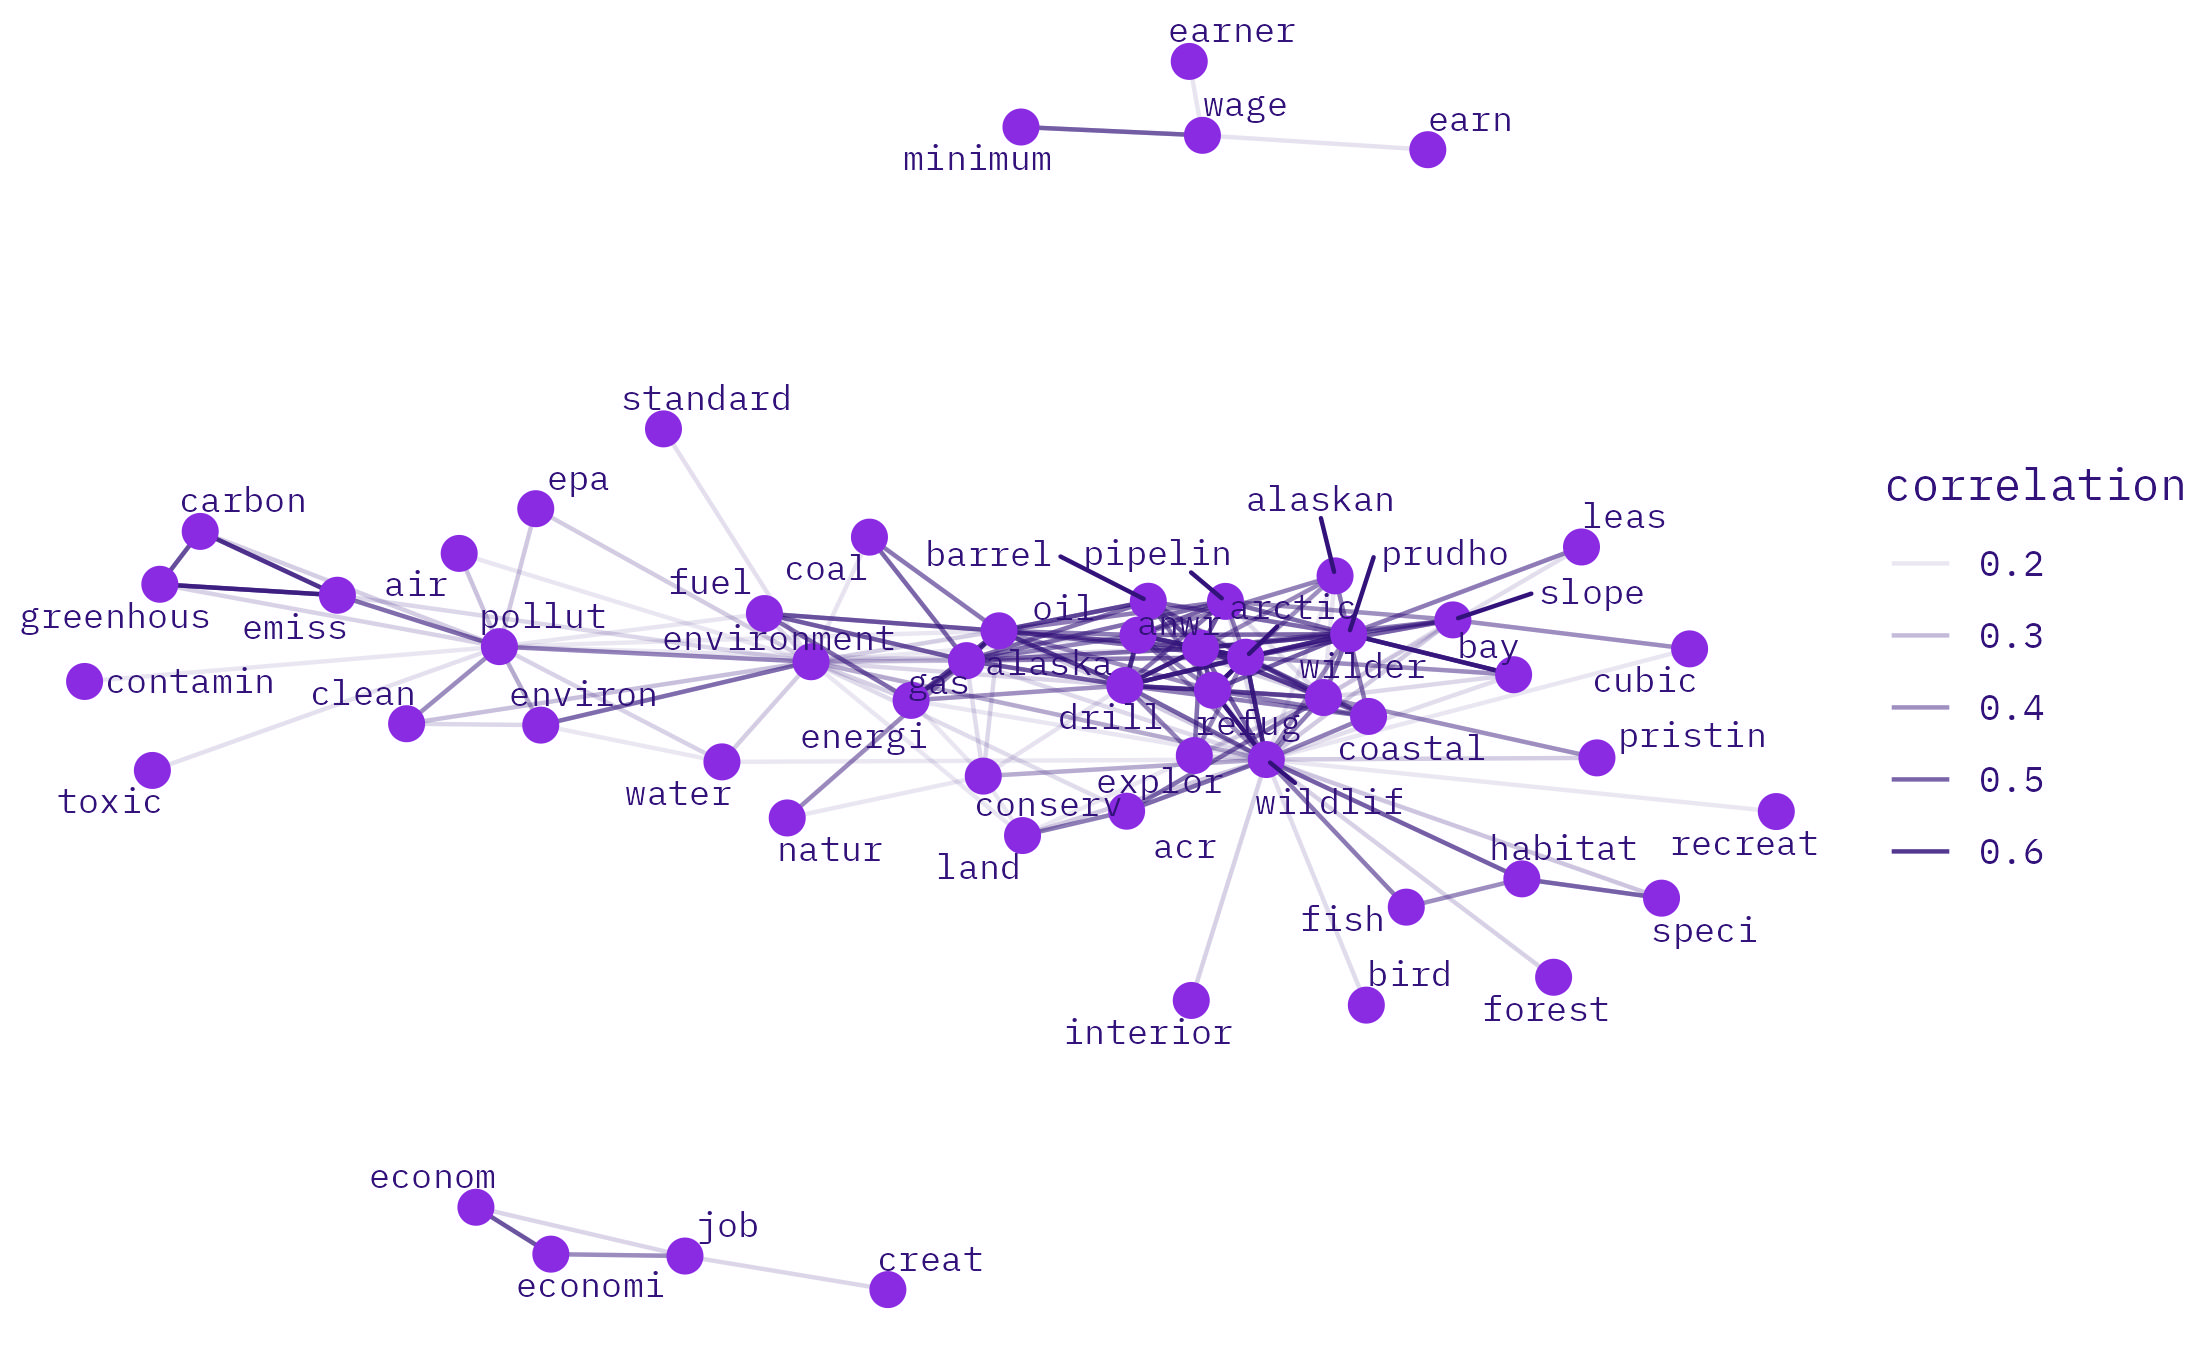 earner
wage
earn
minimum
standard
epa
carbon
alaskan
leas
correlation
barrel
pipelin
prudho
coal
fuel
air
0.2
slope
greenhous
emiss
pollut
oil
arctic
anwr
environment
0.3
bay
alaska
wilder
contamin
clean
environ
gas
cubic
0.4
drill
refug
energi
coastal
pristin
0.5
explor
water
conserv
wildlif
toxic
natur
land
acr
habitat
recreat
0.6
fish
speci
bird
forest
interior
econom
job
creat
economi